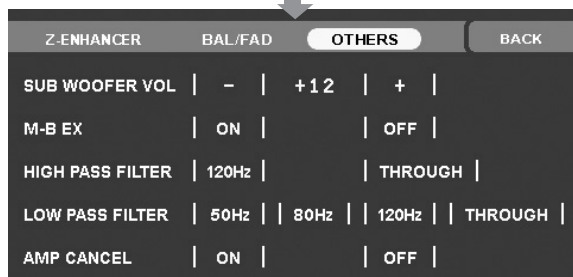 Z-ENHANCER BAL/FAD OTHERS BACK
SUB WOOFER VOL | - | +12 | + |
M-B EX | ON | | OFF |
HIGH PASS FILTER | 120Hz | | THROUGH |
LOW PASS FILTER | 50Hz | | 80Hz | | 120Hz | | THROUGH |
AMP CANCEL | ON | | OFF |